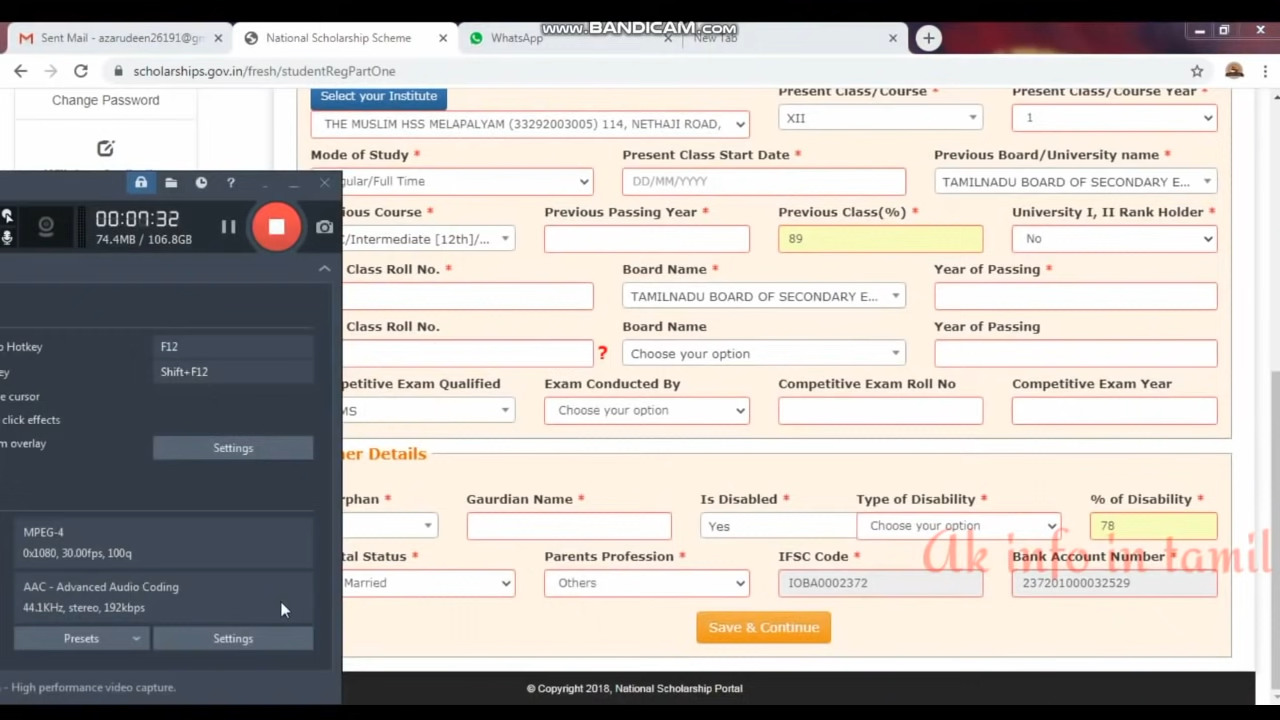 www.BANDICAM.com
Sent Mail - azarudeen26191@gr
National Scholarship Scheme
WhatsApp
New Tab
scholarships.gov.in/fresh/studentRegPartOne
Change Password
Select your Institute
Present Class/Course *
Present Class/Course Year *
THE MUSLIM HSS MELAPALYAM (33292003005) 114, NETHAJI ROAD,
XII
1
Mode of Study *
Present Class Start Date *
Previous Board/University name *
gular/Full Time
DD/MM/YYYY
TAMILNADU BOARD OF SECONDARY E...
00:07:32
74.4MB / 106.8GB
ious Course *
Previous Passing Year *
Previous Class(%) *
University I, II Rank Holder *
/Intermediate [12th]/...
89
No
Class Roll No. *
Board Name *
Year of Passing *
TAMILNADU BOARD OF SECONDARY E...
Class Roll No.
Board Name
Year of Passing
?
Choose your option
o Hotkey
F12
ey
Shift+F12
e cursor
click effects
m overlay
Settings
petitive Exam Qualified
Exam Conducted By
Competitive Exam Roll No
Competitive Exam Year
MS
Choose your option
her Details
rphan *
Gaurdian Name *
Is Disabled *
Type of Disability *
% of Disability *
Yes
Choose your option
78
MPEG-4
0x1080, 30.00fps, 100q
Ak info in tamil
tal Status *
Parents Profession *
IFSC Code *
Bank Account Number *
Married
Others
IOBA0002372
237201000032529
AAC - Advanced Audio Coding
44.1KHz, stereo, 192kbps
Presets
Settings
Save & Continue
- High performance video capture.
© Copyright 2018, National Scholarship Portal